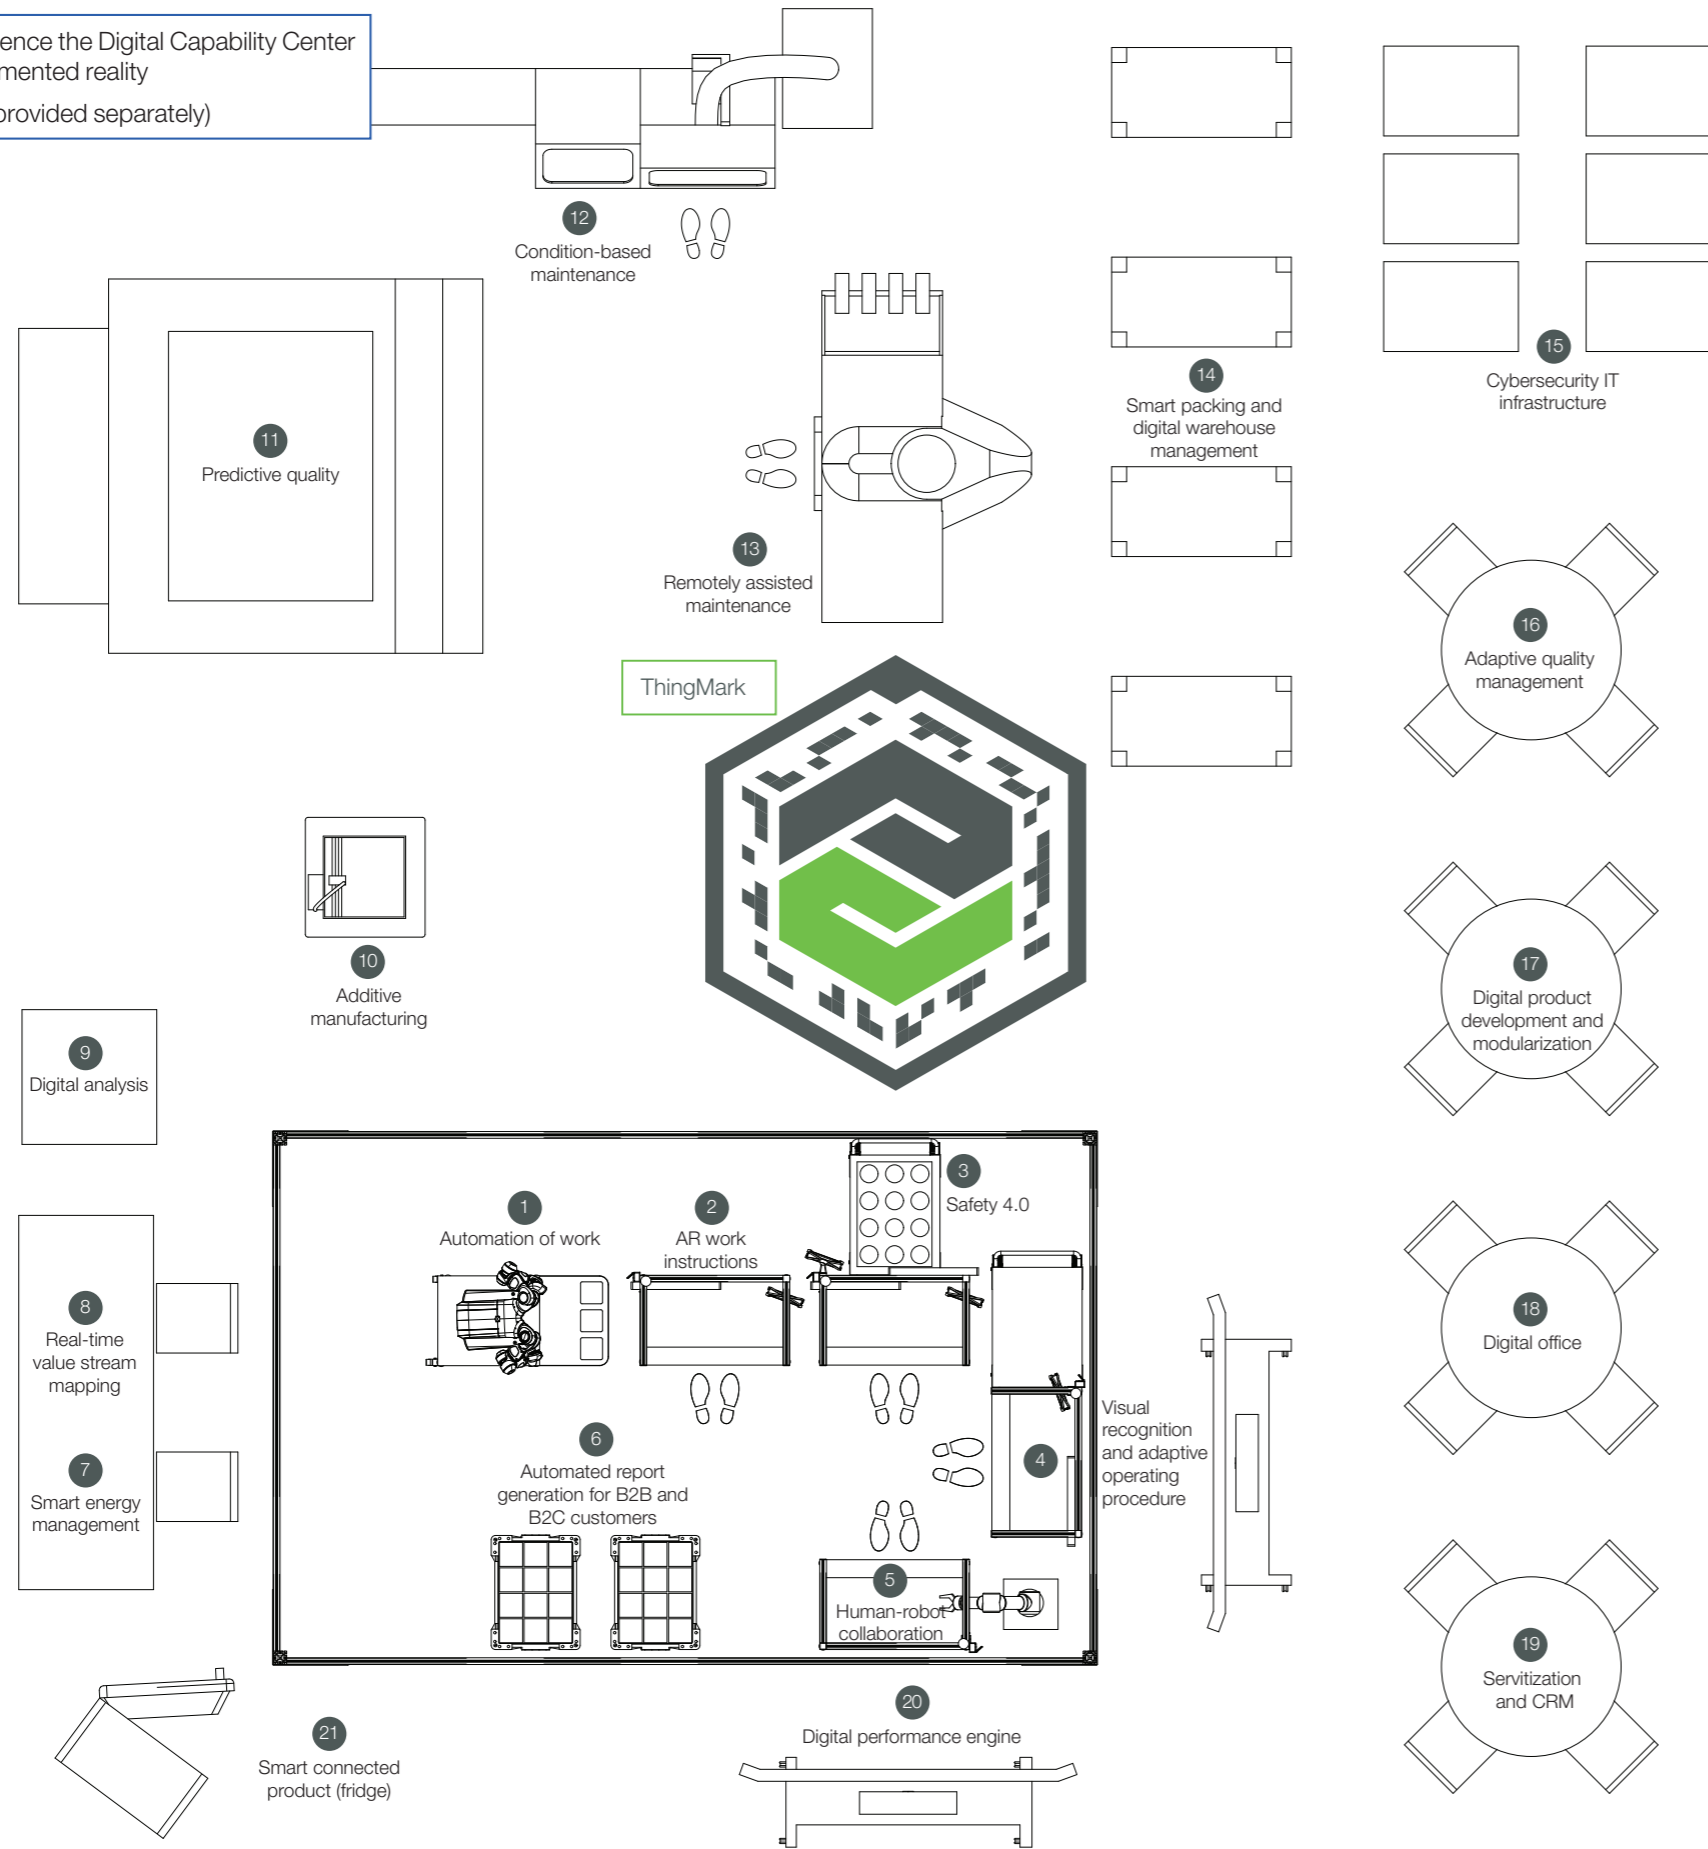 ence the Digital Capability Center
mented reality
provided separately)
12
Condition-based
maintenance
11
Predictive quality
13
Remotely assisted
maintenance
14
Smart packing and
digital warehouse
management
15
Cybersecurity IT
infrastructure
16
Adaptive quality
management
ThingMark
10
Additive
manufacturing
17
Digital product
development and
modularization
9
Digital analysis
1
Automation of work
2
AR work
instructions
3
Safety 4.0
8
Real-time
value stream
mapping
18
Digital office
4
Visual
recognition
and adaptive
operating
procedure
6
Automated report
generation for B2B and
B2C customers
7
Smart energy
management
5
Human-robot
collaboration
19
Servitization
and CRM
20
Digital performance engine
21
Smart connected
product (fridge)